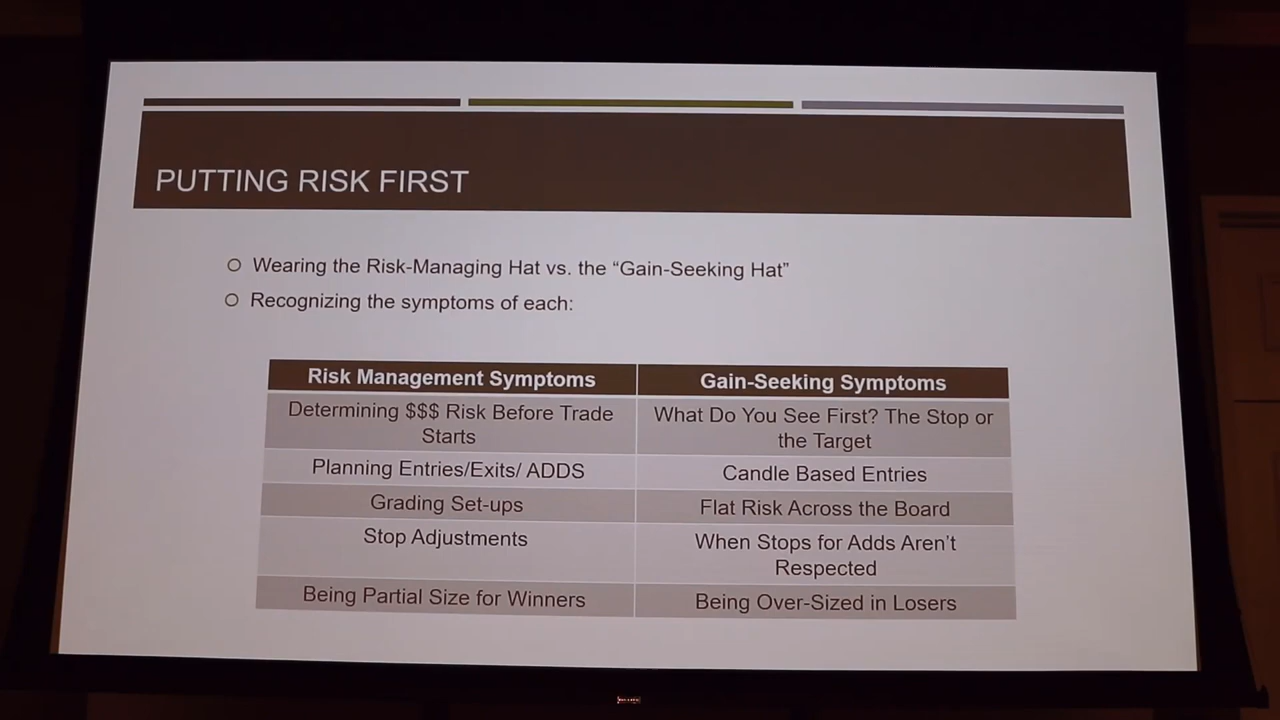 PUTTING RISK FIRST
Wearing the Risk-Managing Hat vs. the “Gain-Seeking Hat”
Recognizing the symptoms of each:
Risk Management Symptoms
Gain-Seeking Symptoms
Determining $$$ Risk Before Trade
Starts
What Do You See First? The Stop or
the Target
Planning Entries/Exits/ ADDS
Candle Based Entries
Grading Set-ups
Flat Risk Across the Board
Stop Adjustments
When Stops for Adds Aren’t
Respected
Being Partial Size for Winners
Being Over-Sized in Losers